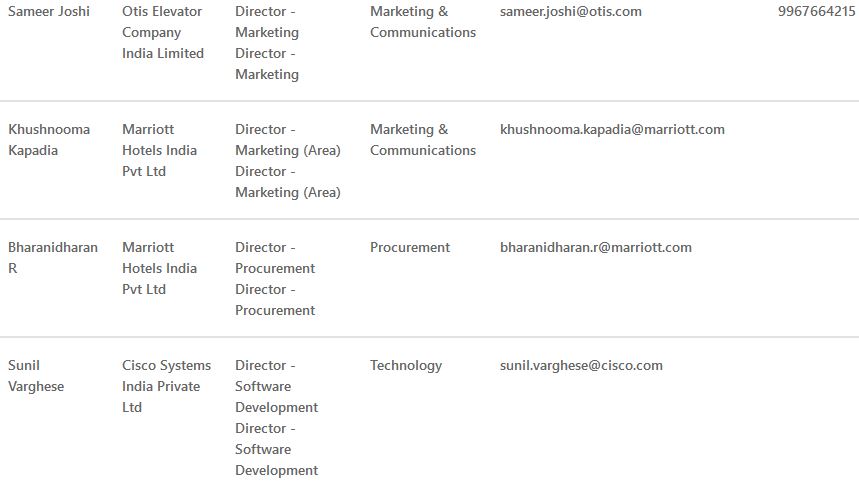 Sameer Joshi Otis Elevator Director - Marketing & sameer.joshi@otis.com 9967664215
Company Marketing Communications
India Limited Director -
Marketing
Khushnooma Marriott Director - Marketing & khushnooma.kapadia@marriott.com
Kapadia Hotels India Marketing (Area) Communications
Pvt Ltd Director -
Marketing (Area)
Bharanidharan Marriott Director - Procurement bharanidharan.r@marriott.com
R Hotels India Procurement
Pvt Ltd Director -
Procurement
Sunil Cisco Systems Director - Technology sunil.varghese@cisco.com
Varghese India Private Software
Ltd Development
Director -
Software
Development